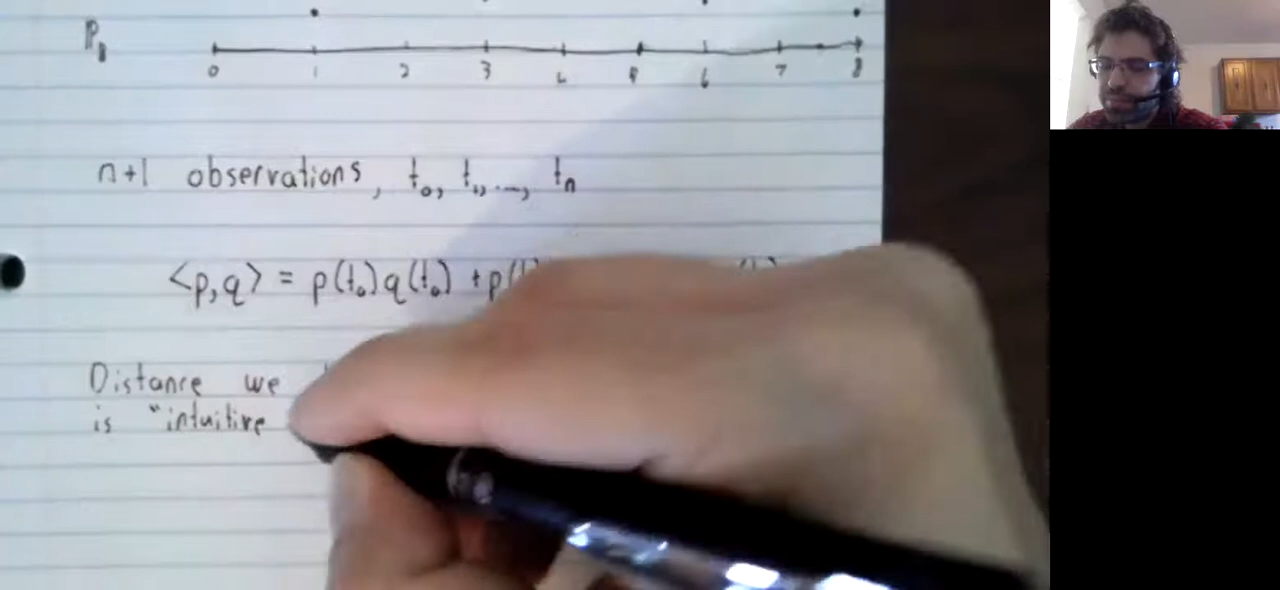 ℙₙ
0 1 2 3 4 5 6 7 8
n+1 observations, t₀, t₁, ..., tₙ
<p,q> = p(t₀)q(t₀) + p(t
Distance we
is "intuitive